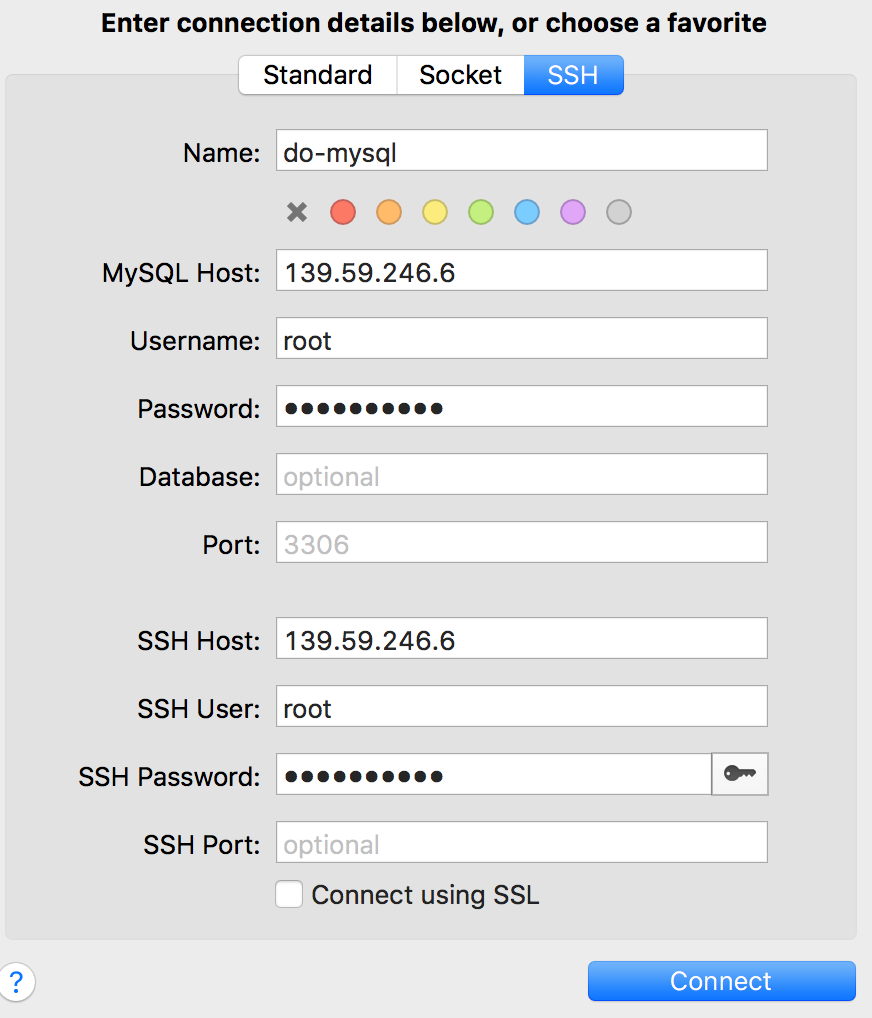 Enter connection details below, or choose a favorite
Standard Socket SSH
Name: do-mysql
MySQL Host: 139.59.246.6
Username: root
Password: ●●●●●●●●●●
Database: optional
Port: 3306
SSH Host: 139.59.246.6
SSH User: root
SSH Password: ●●●●●●●●●●
SSH Port: optional
Connect using SSL
? Connect